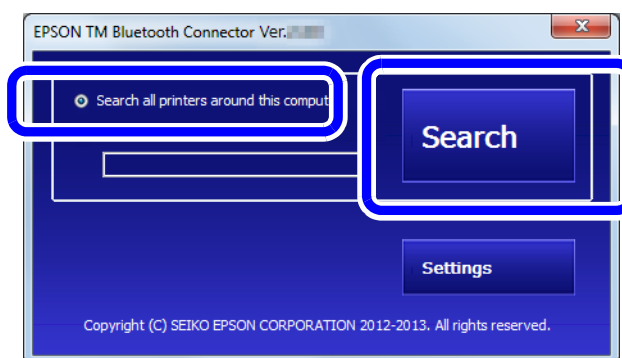 EPSON TM Bluetooth Connector Ver.
Search all printers around this comput
Search
Settings
Copyright (C) SEIKO EPSON CORPORATION 2012-2013. All rights reserved.